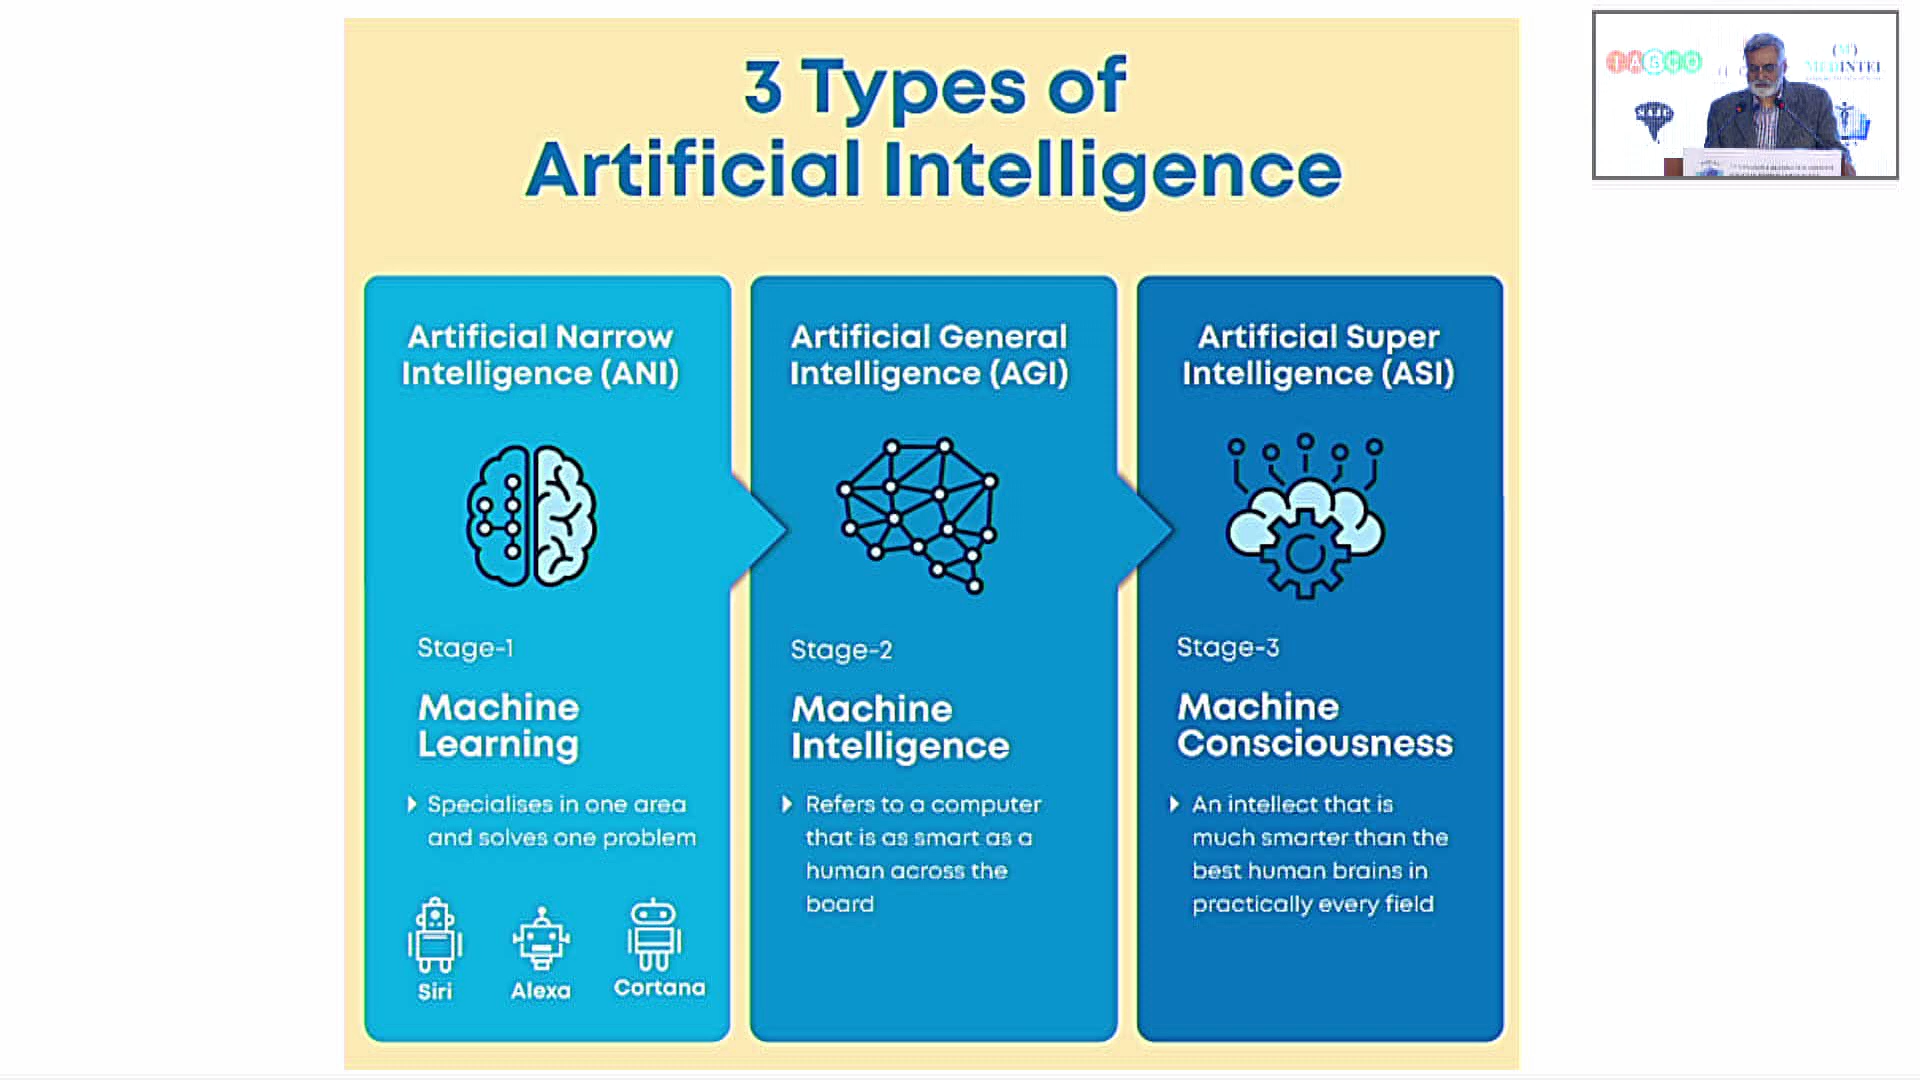 3 Types of
Artificial Intelligence
Artificial Narrow
Intelligence (ANI)
Stage-1
Machine
Learning
Specialises in one area
and solves one problem
Siri
Alexa
Cortana
Artificial General
Intelligence (AGI)
Stage-2
Machine
Intelligence
Refers to a computer
that is as smart as a
human across the
board
Artificial Super
Intelligence (ASI)
Stage-3
Machine
Consciousness
An intellect that is
much smarter than the
best human brains in
practically every field